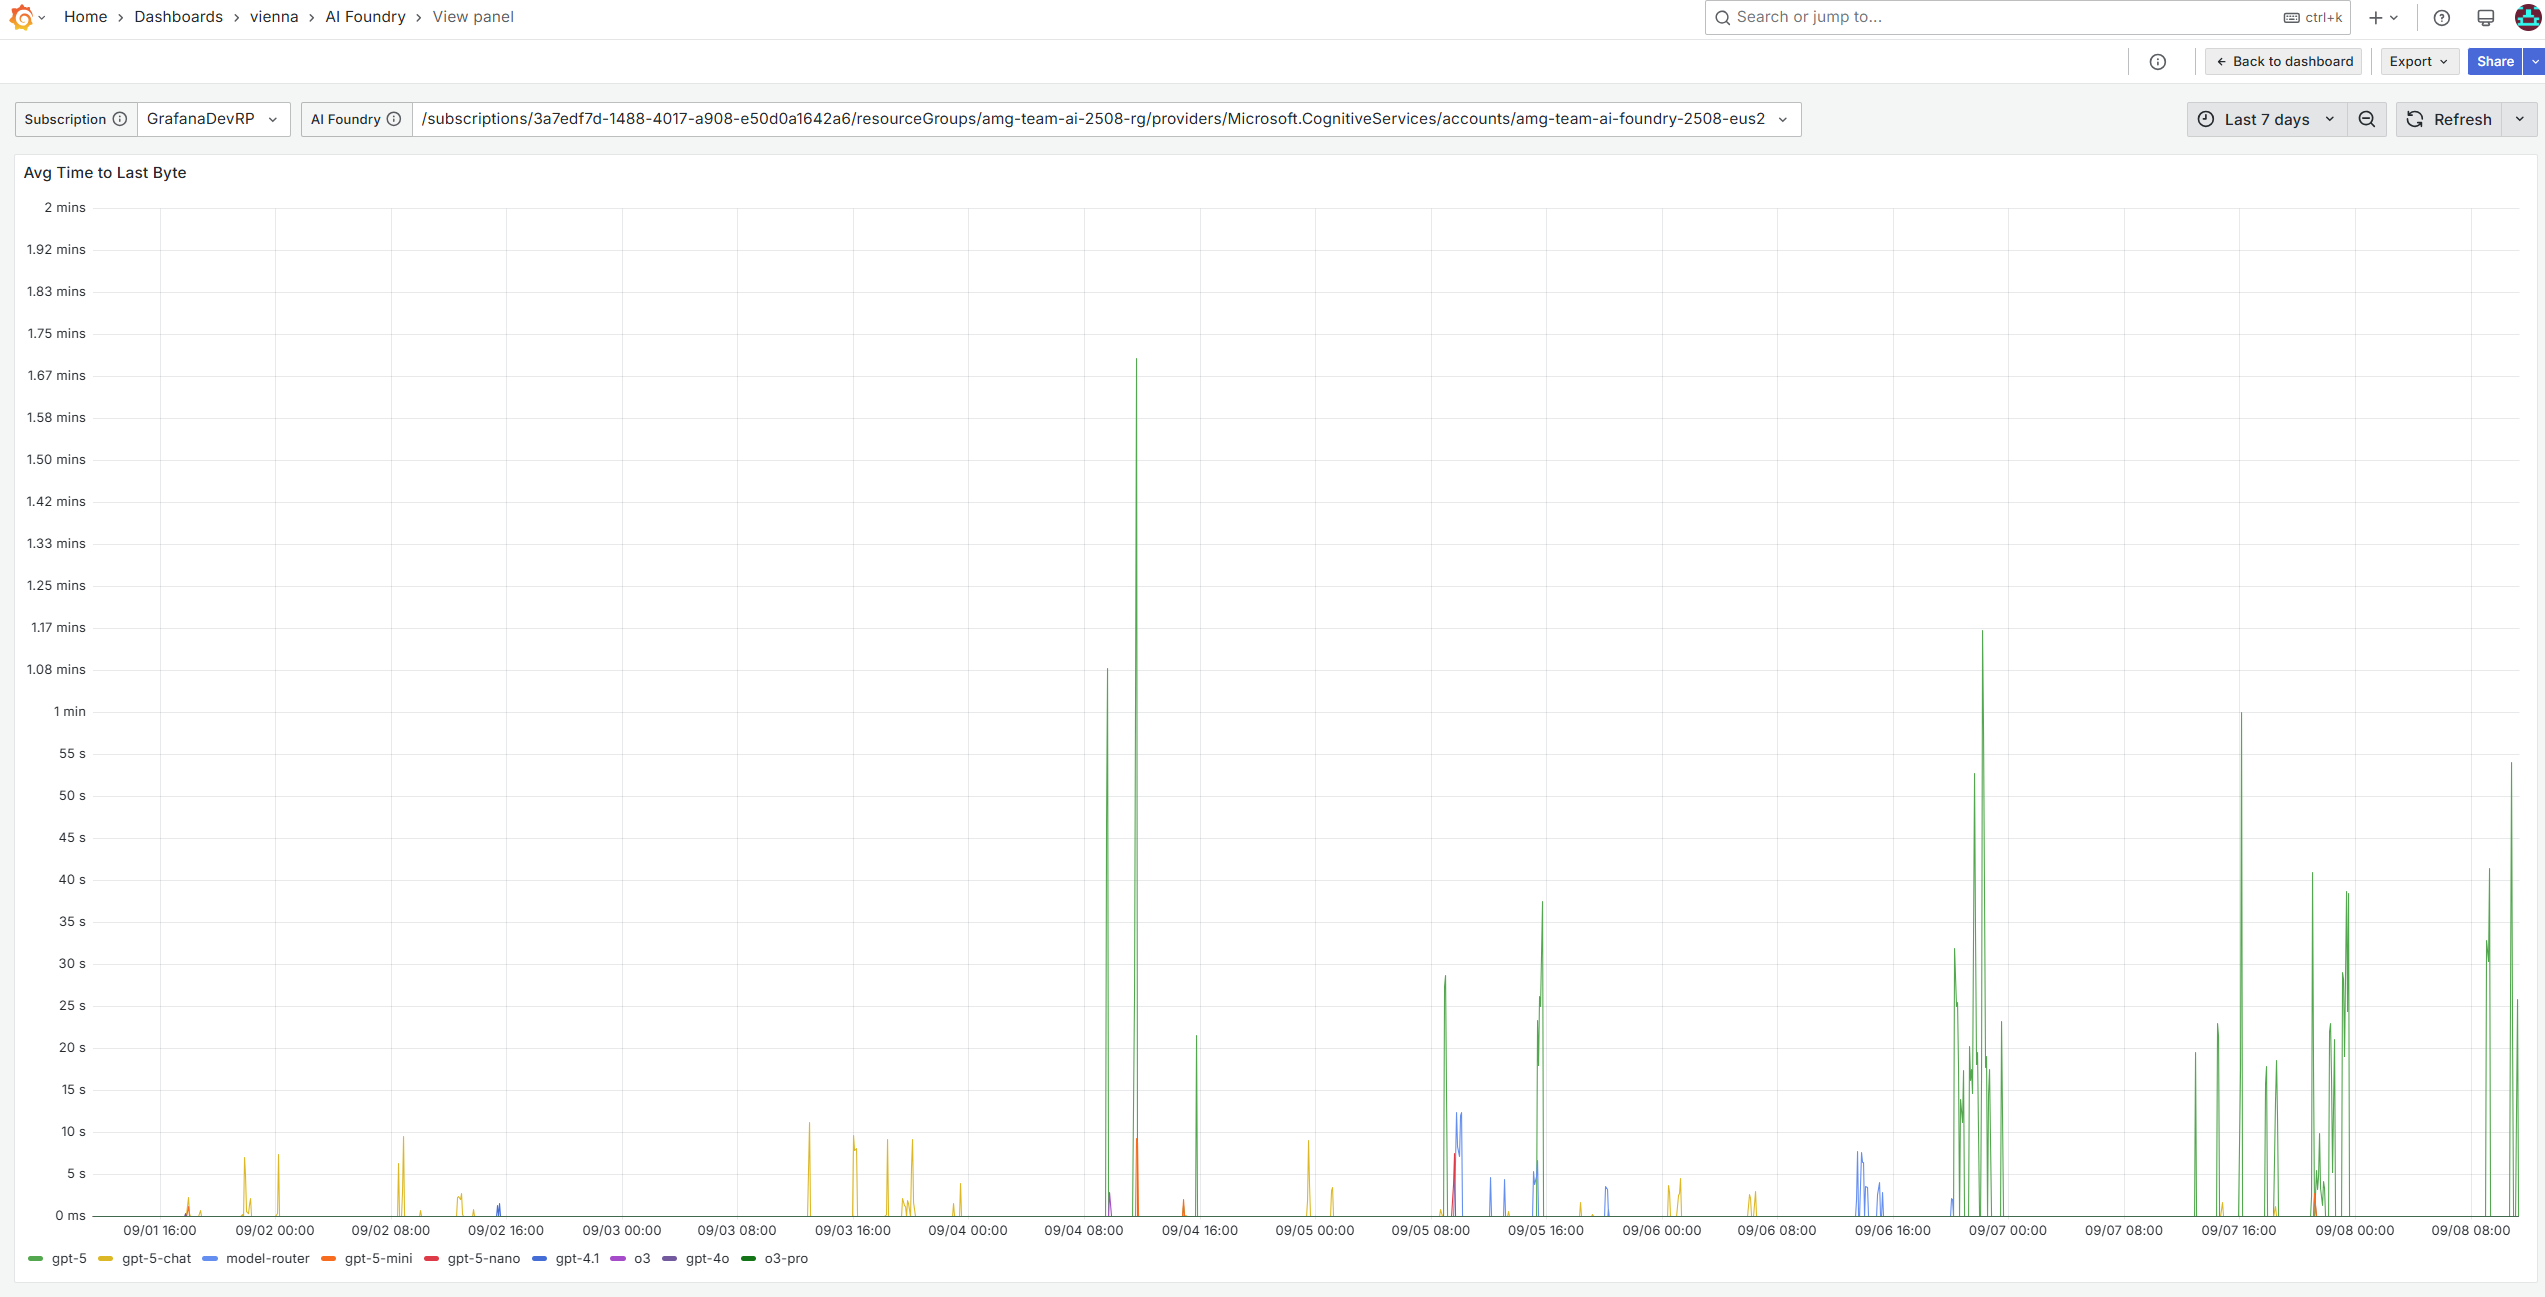 Home > Dashboards > vienna > AI Foundry > View panel
Search or jump to...
ctrl+k
Back to dashboard
Export
Share
Subscription
GrafanaDevRP
AI Foundry
/subscriptions/3a7edf7d-1488-4017-a908-e50d0a1642a6/resourceGroups/amg-team-ai-2508-rg/providers/Microsoft.CognitiveServices/accounts/amg-team-ai-foundry-2508-eus2
Last 7 days
Refresh
Avg Time to Last Byte
2 mins
1.92 mins
1.83 mins
1.75 mins
1.67 mins
1.58 mins
1.50 mins
1.42 mins
1.33 mins
1.25 mins
1.17 mins
1.08 mins
1 min
55 s
50 s
45 s
40 s
35 s
30 s
25 s
20 s
15 s
10 s
5 s
0 ms
09/01 16:00 09/02 00:00 09/02 08:00 09/02 16:00 09/03 00:00 09/03 08:00 09/03 16:00 09/04 00:00 09/04 08:00 09/04 16:00 09/05 00:00 09/05 08:00 09/05 16:00 09/06 00:00 09/06 08:00 09/06 16:00 09/07 00:00 09/07 08:00 09/07 16:00 09/08 00:00 09/08 08:00
gpt-5 gpt-5-chat model-router gpt-5-mini gpt-5-nano gpt-4.1 o3 gpt-4o o3-pro